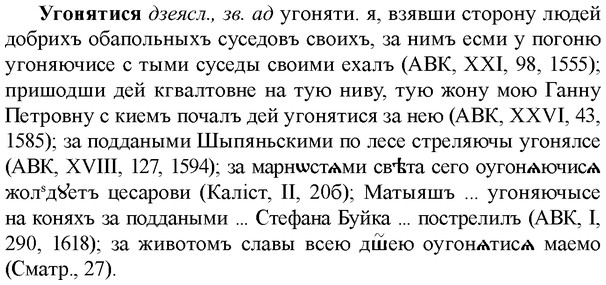 Угонятися дзеясл., зв. ад угоняти. я, взявши сторону людей
добрихъ обапольныхъ суседовъ своихъ, за нимъ есми у погоню
угоняючисе с тыми суседы своими ехалъ (АВК, XXI, 98, 1555);
пришодши дей кгвалтовне на тую ниву, тую жону мою Ганну
Петровну с киемъ почалъ дей угонятися за нею (АВК, XXVI, 43,
1585); за поддаными Шыпяньскими по лесе стреляючы угонялсе
(АВК, XVIII, 127, 1594); за марнѡстѧми свѣта сего оугонѧючисѧ
жолˢдꙋетъ цесарови (Каліст, II, 20б); Матыяшъ ... угоняючысе
на коняхъ за поддаными ... Стефана Буйка ... пострелилъ (АВК, I,
290, 1618); за животомъ славы всею дш҃ею оугонѧтисѧ маемо
(Сматр., 27).